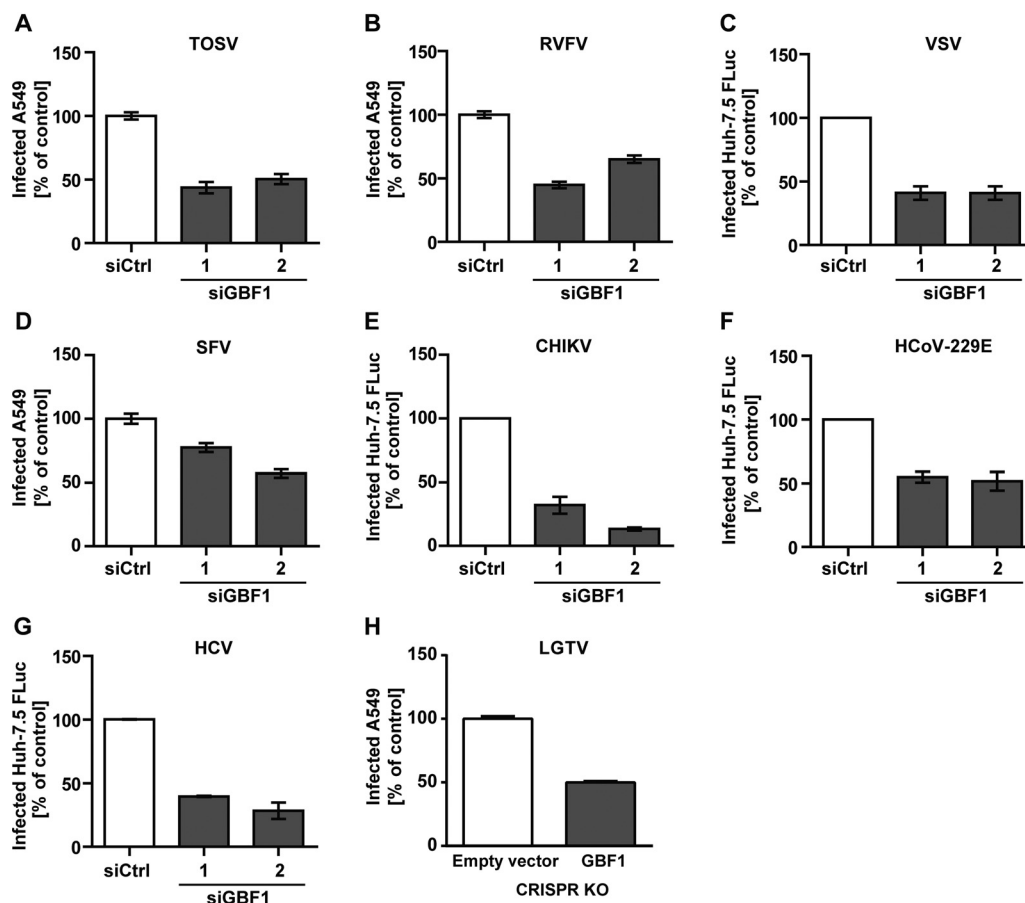 A
TOSV
Infected A549
[% of control]
150
100
50
0
siCtrl 1 2
siGBF1
B
RVFV
Infected A549
[% of control]
150
100
50
0
siCtrl 1 2
siGBF1
C
VSV
Infected Huh-7.5 FLuc
[% of control]
150
100
50
0
siCtrl 1 2
siGBF1
D
SFV
Infected A549
[% of control]
150
100
50
0
siCtrl 1 2
siGBF1
E
CHIKV
Infected Huh-7.5 FLuc
[% of control]
150
100
50
0
siCtrl 1 2
siGBF1
F
HCoV-229E
Infected Huh-7.5 FLuc
[% of control]
150
100
50
0
siCtrl 1 2
siGBF1
G
HCV
Infected Huh-7.5 FLuc
[% of control]
150
100
50
0
siCtrl 1 2
siGBF1
H
LGTV
Infected A549
[% of control]
150
100
50
0
Empty vector GBF1
CRISPR KO